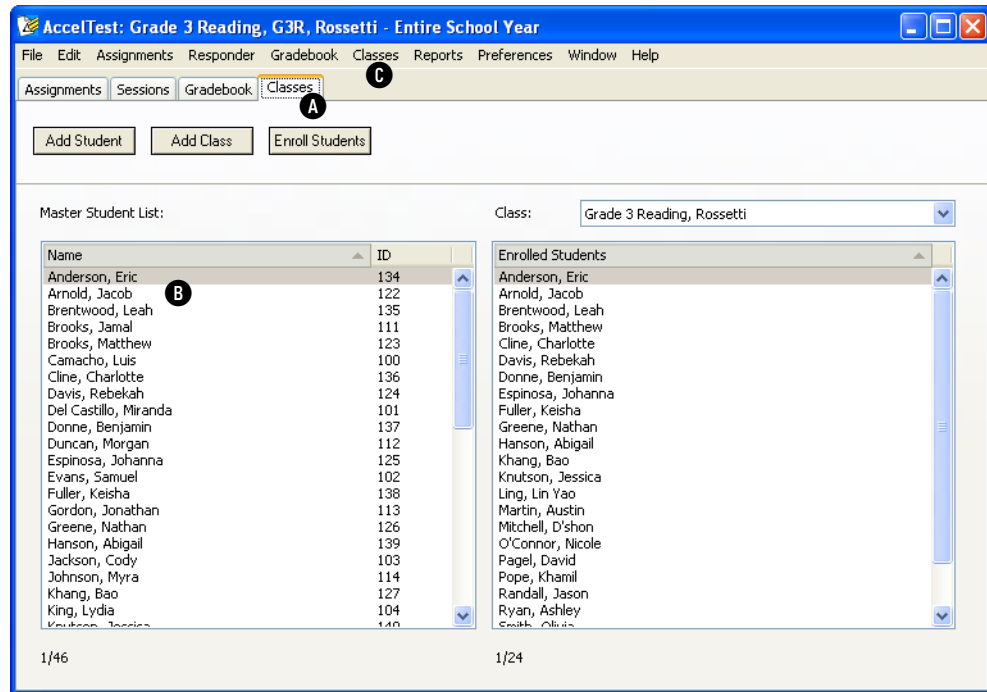 AccelTest: Grade 3 Reading, G3R, Rossetti - Entire School Year
File Edit Assignments Responder Gradebook Classes Reports Preferences Window Help
C
Assignments Sessions Gradebook Classes
A
Add Student Add Class Enroll Students
Master Student List: Class: Grade 3 Reading, Rossetti
Name ID Enrolled Students
Anderson, Eric 134 Anderson, Eric
Arnold, Jacob B 122 Arnold, Jacob
Brentwood, Leah 135 Brentwood, Leah
Brooks, Jamal 111 Brooks, Matthew
Brooks, Matthew 123 Cline, Charlotte
Camacho, Luis 100 Davis, Rebekah
Cline, Charlotte 136 Donne, Benjamin
Davis, Rebekah 124 Espinosa, Johanna
Del Castillo, Miranda 101 Fuller, Keisha
Donne, Benjamin 137 Greene, Nathan
Duncan, Morgan 112 Hanson, Abigail
Espinosa, Johanna 125 Khang, Bao
Evans, Samuel 102 Knutson, Jessica
Fuller, Keisha 138 Ling, Lin Yao
Gordon, Jonathan 113 Martin, Austin
Greene, Nathan 126 Mitchell, D'shon
Hanson, Abigail 139 O'Connor, Nicole
Jackson, Cody 103 Pagel, David
Johnson, Myra 114 Pope, Khamil
Khang, Bao 127 Randall, Jason
King, Lydia 104 Ryan, Ashley
Knutson, Jessica 140 Smith, Olivia
1/46 1/24